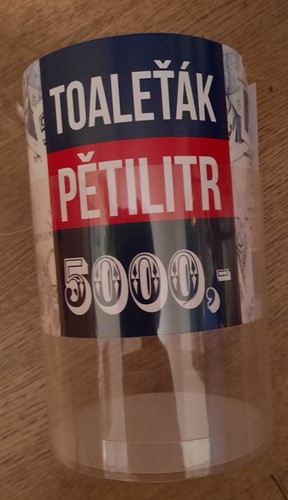 TOALEŤÁK
PĚTILITR
5000,-